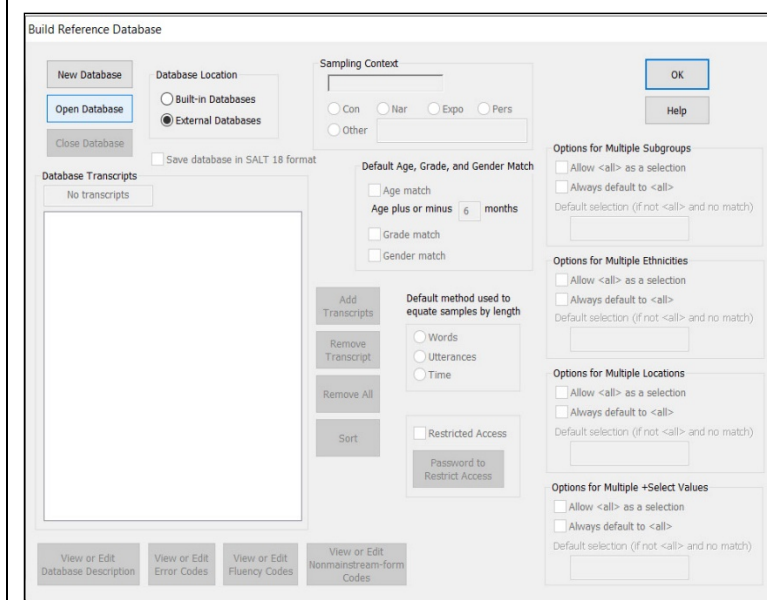 Build Reference Database
New Database
Open Database
Close Database
Database Location
Built-in Databases
External Databases
Save database in SALT 18 format
Sampling Context
Con Nar Expo Pers
Other
OK
Help
Database Transcripts
No transcripts
Default Age, Grade, and Gender Match
Age match
Age plus or minus 6 months
Grade match
Gender match
Add
Transcripts
Remove
Transcript
Remove All
Sort
Default method used to
equate samples by length
Words
Utterances
Time
Restricted Access
Password to
Restrict Access
Options for Multiple Subgroups
Allow <all> as a selection
Always default to <all>
Default selection (if not <all> and no match)
Options for Multiple Ethnicities
Allow <all> as a selection
Always default to <all>
Default selection (if not <all> and no match)
Options for Multiple Locations
Allow <all> as a selection
Always default to <all>
Default selection (if not <all> and no match)
Options for Multiple +Select Values
Allow <all> as a selection
Always default to <all>
Default selection (if not <all> and no match)
View or Edit
Database Description
View or Edit
Error Codes
View or Edit
Fluency Codes
View or Edit
Nonmainstream-form
Codes